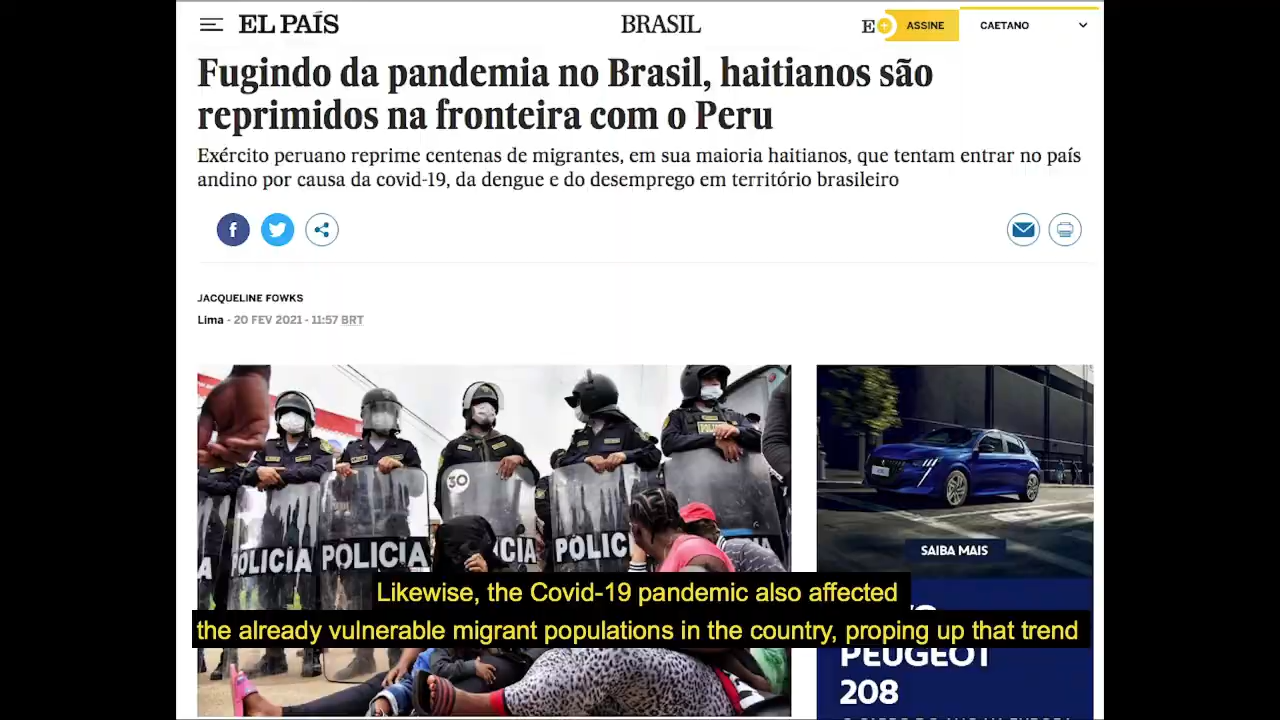 EL PAÍS
BRASIL
E+ ASSINE
CAETANO
Fugindo da pandemia no Brasil, haitianos são
reprimidos na fronteira com o Peru
Exército peruano reprime centenas de migrantes, em sua maioria haitianos, que tentam entrar no país
andino por causa da covid-19, da dengue e do desemprego em território brasileiro
JACQUELINE FOWKS
Lima - 20 FEV 2021 - 11:57 BRT
POLICIA
30
POLICIA POLICIA CIA POLIC IA
SAIBA MAIS
Likewise, the Covid-19 pandemic also affected
the already vulnerable migrant populations in the country, proping up that trend
PEUGEOT
208